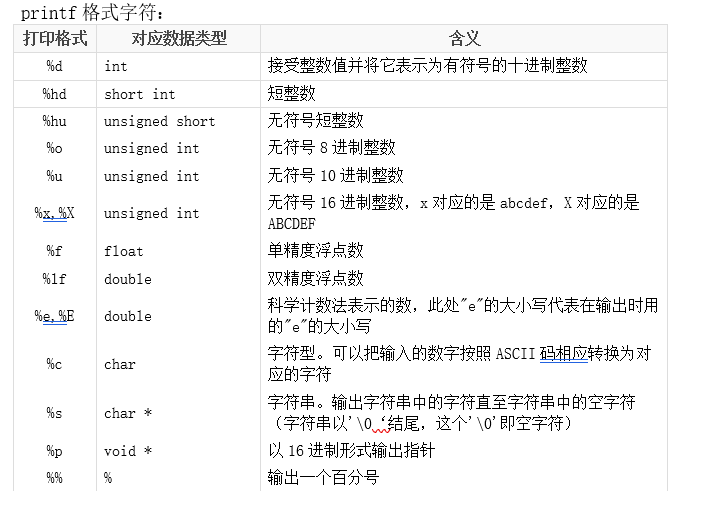 printf 格式字符：
打印格式 对应数据类型 含义
%d int 接受整数值并将它表示为有符号的十进制整数
%hd short int 短整数
%hu unsigned short 无符号短整数
%o unsigned int 无符号 8 进制整数
%u unsigned int 无符号 10 进制整数
%x,%X unsigned int 无符号 16 进制整数，x 对应的是 abcdef，X 对应的是
ABCDEF
%f float 单精度浮点数
%lf double 双精度浮点数
%e,%E double 科学计数法表示的数，此处"e"的大小写代表在输出时用
的"e"的大小写
%c char 字符型。可以把输入的数字按照 ASCII 码相应转换为对
应的字符
%s char * 字符串。输出字符串中的字符直至字符串中的空字符
（字符串以'\0‘结尾，这个'\0'即空字符）
%p void * 以 16 进制形式输出指针
%% % 输出一个百分号